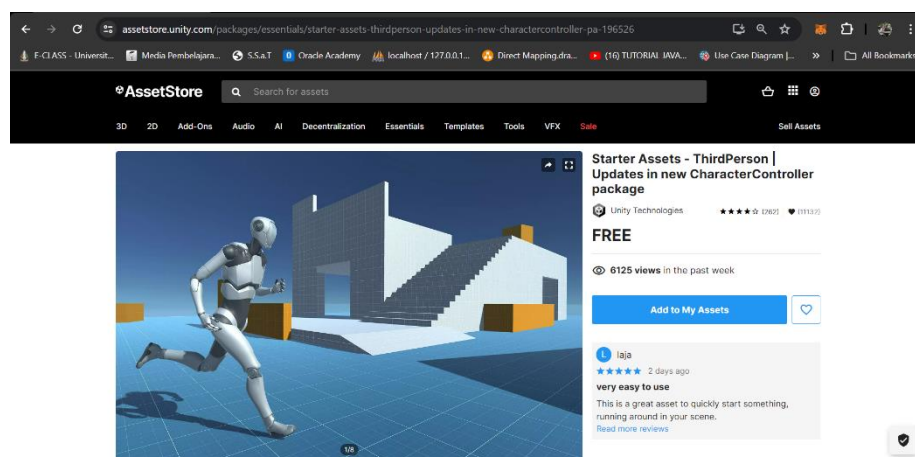 assetstore.unity.com/packages/essentials/starter-assets-thirdperson-updates-in-new-charactercontroller-pa-196526
E-CLASS - Universit... Media Pembelajara... S.S.a.T Oracle Academy localhost / 127.0.0.1... Direct Mapping.dra... (16) TUTORIAL JAVA... Use Case Diagram |... » All Bookmarks
AssetStore Search for assets
3D 2D Add-Ons Audio AI Decentralization Essentials Templates Tools VFX Sale Sell Assets
Starter Assets - ThirdPerson |
Updates in new CharacterController
package
Unity Technologies (262) (11132)
FREE
6125 views in the past week
Add to My Assets
L laja
2 days ago
very easy to use
This is a great asset to quickly start something,
running around in your scene.
Read more reviews
1/8